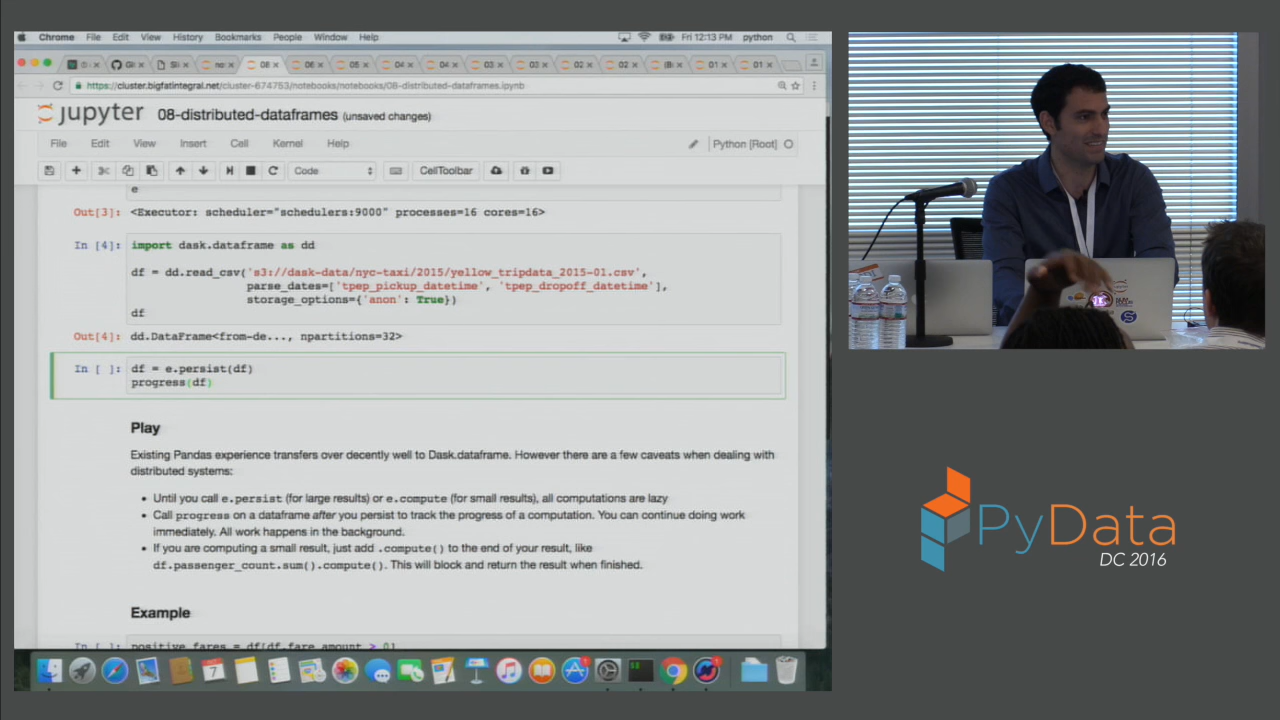 Chrome File Edit View History Bookmarks People Window Help Fri 12:13 PM python
https://cluster.bigfatintegral.net/cluster-674753/notebooks/notebooks/08-distributed-dataframes.ipynb
jupyter 08-distributed-dataframes (unsaved changes)
File Edit View Insert Cell Kernel Help Python [Root]
Code CellToolbar
e
Out[3]: <Executor: scheduler="schedulers:9000" processes=16 cores=16>
In [4]: import dask.dataframe as dd
df = dd.read_csv('s3://dask-data/nyc-taxi/2015/yellow_tripdata_2015-01.csv',
parse_dates=['tpep_pickup_datetime', 'tpep_dropoff_datetime'],
storage_options={'anon': True})
df
Out[4]: dd.DataFrame<from-de..., npartitions=32>
In [ ]: df = e.persist(df)
progress(df)
Play
Existing Pandas experience transfers over decently well to Dask.dataframe. However there are a few caveats when dealing with
distributed systems:
• Until you call e.persist (for large results) or e.compute (for small results), all computations are lazy
• Call progress on a dataframe after you persist to track the progress of a computation. You can continue doing work
immediately. All work happens in the background.
• If you are computing a small result, just add .compute() to the end of your result, like
df.passenger_count.sum().compute(). This will block and return the result when finished.
Example
In [ ]: positive_fares = df[df.fare_amount > 0]
PyData
DC 2016